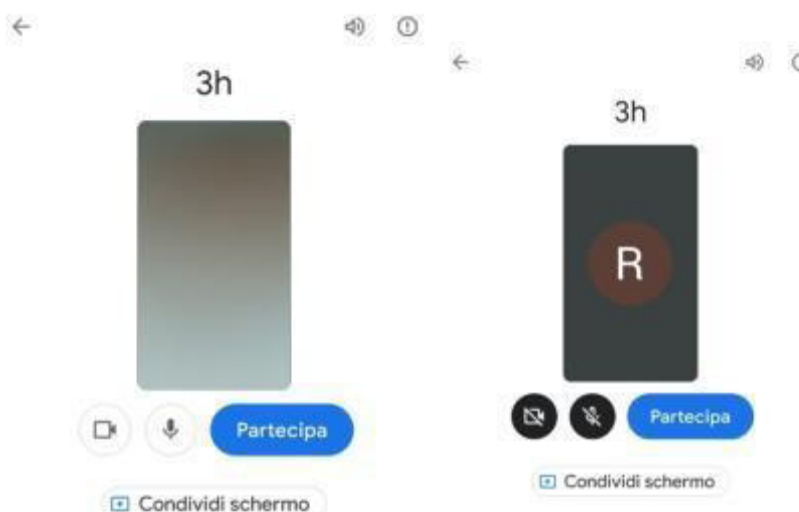 3h
Partecipa
Condividi schermo
3h
R
Partecipa
Condividi schermo